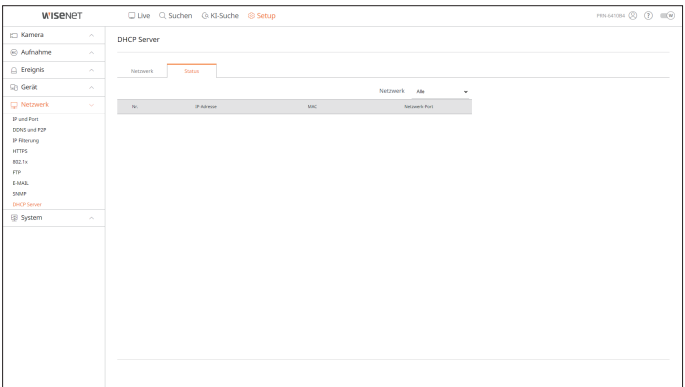 WISENET
Live Suchen KI-Suche Setup
PRN-6410B4
Kamera
Aufnahme
Ereignis
Gerät
Netzwerk
IP und Port
DDNS und P2P
IP Filterung
HTTPS
802.1x
FTP
E-MAIL
SNMP
DHCP Server
System
DHCP Server
Netzwerk Status
Netzwerk Alle
Nr. IP-Adresse MAC Netzwerk-Port